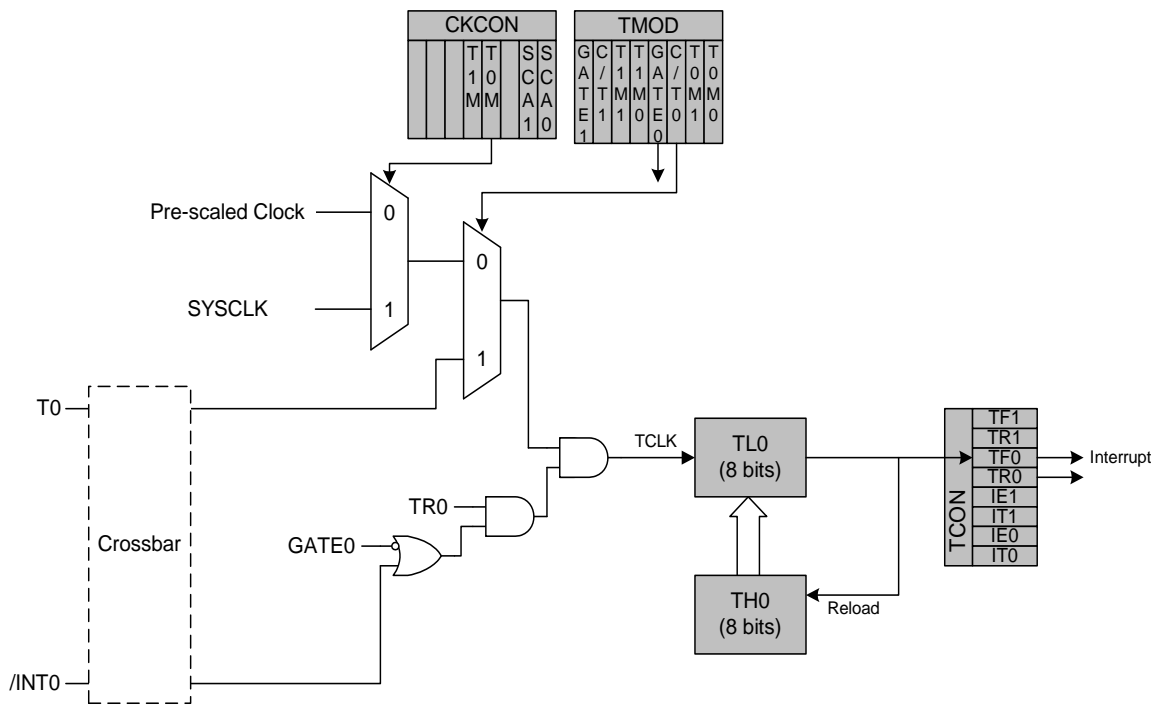 CKCON
T1M
T0M
SCA1
SCA0
TMOD
GATE1
C/T1
T1M1
T1M0
GATE0
C/T0
T0M1
T0M0
Pre-scaled Clock
0
SYSCLK
1
0
1
T0
Crossbar
/INT0
TR0
GATE0
TCLK
TL0
(8 bits)
TH0
(8 bits)
Reload
TCON
TF1
TR1
TF0
TR0
IE1
IT1
IE0
IT0
Interrupt